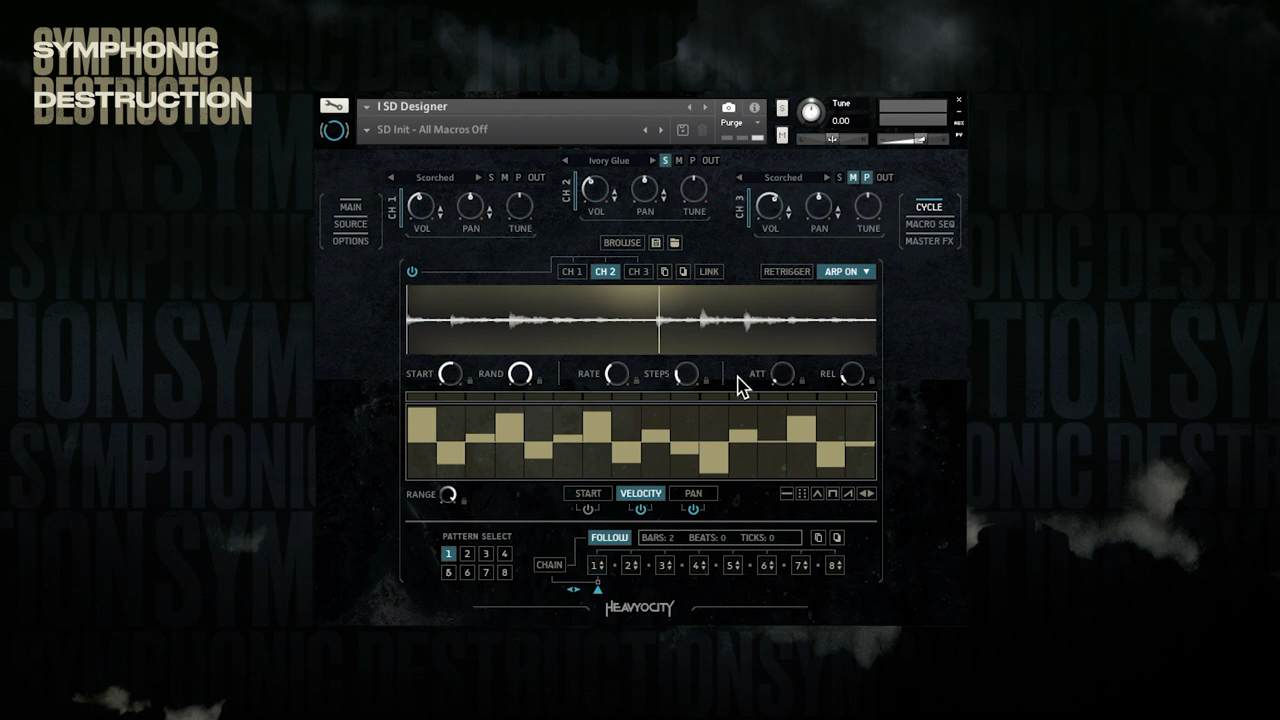 SYMPHONIC
DESTRUCTION
I SD Designer
SD Init - All Macros Off
Purge
S
M
Tune
0.00
AUX
PV
Ivory Glue S M P OUT
Scorched S M P OUT
Scorched S M P OUT
CH 1
CH 2
CH 3
VOL PAN TUNE
VOL PAN TUNE
VOL PAN TUNE
MAIN
SOURCE
OPTIONS
CYCLE
MACRO SEQ
MASTER FX
BROWSE
CH 1 CH 2 CH 3 LINK RETRIGGER ARP ON
START RAND RATE STEPS ATT REL
RANGE START VELOCITY PAN
PATTERN SELECT
1 2 3 4
5 6 7 8
FOLLOW BARS: 2 BEATS: 0 TICKS: 0
CHAIN 1 2 3 4 5 6 7 8
HEAVYOCITY